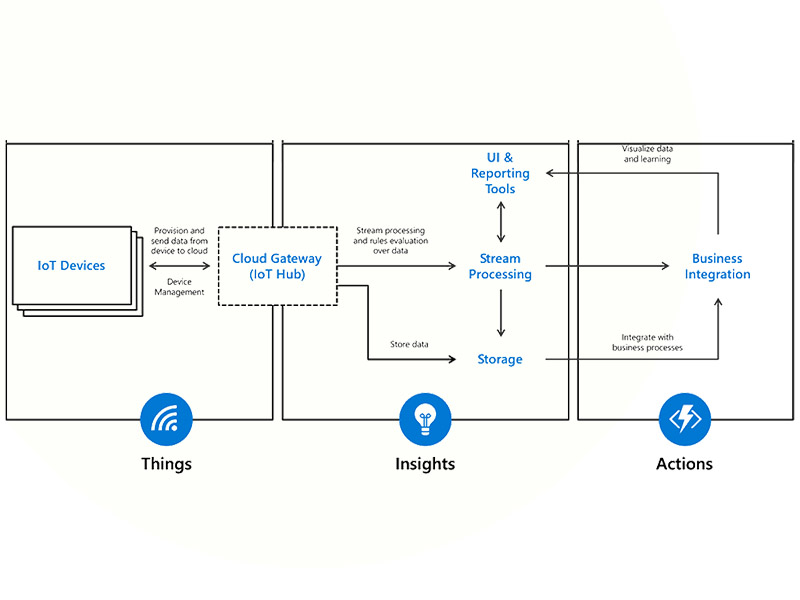 IoT Devices
Provision and
send data from
device to cloud
Device
Management
Cloud Gateway
(IoT Hub)
Stream processing
and rules evaluation
over data
Store data
UI &
Reporting
Tools
Stream
Processing
Storage
Visualize data
and learning
Business
Integration
Integrate with
business processes
Things
Insights
Actions